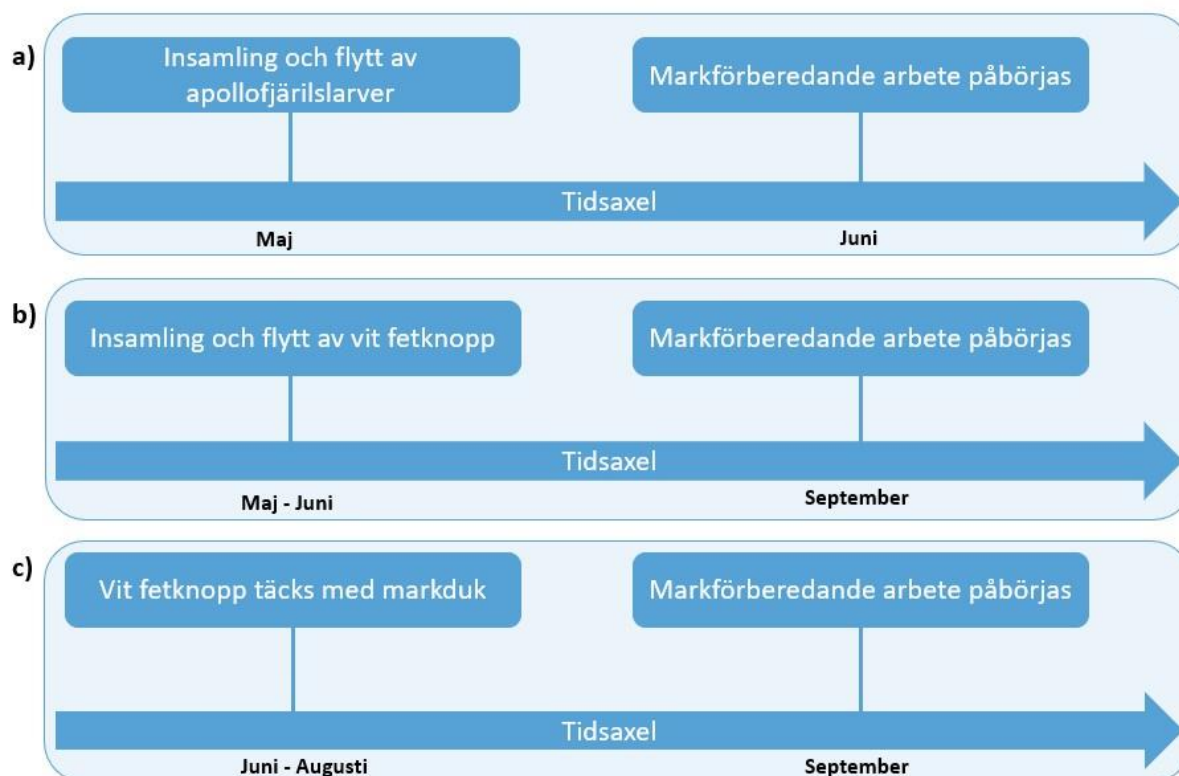 a)
Insamling och flytt av
apollofjärilslarver
Markförberedande arbete påbörjas
Tidsaxel
Maj
Juni
b)
Insamling och flytt av vit fetknopp
Markförberedande arbete påbörjas
Tidsaxel
Maj - Juni
September
c)
Vit fetknopp täcks med markduk
Markförberedande arbete påbörjas
Tidsaxel
Juni - Augusti
September